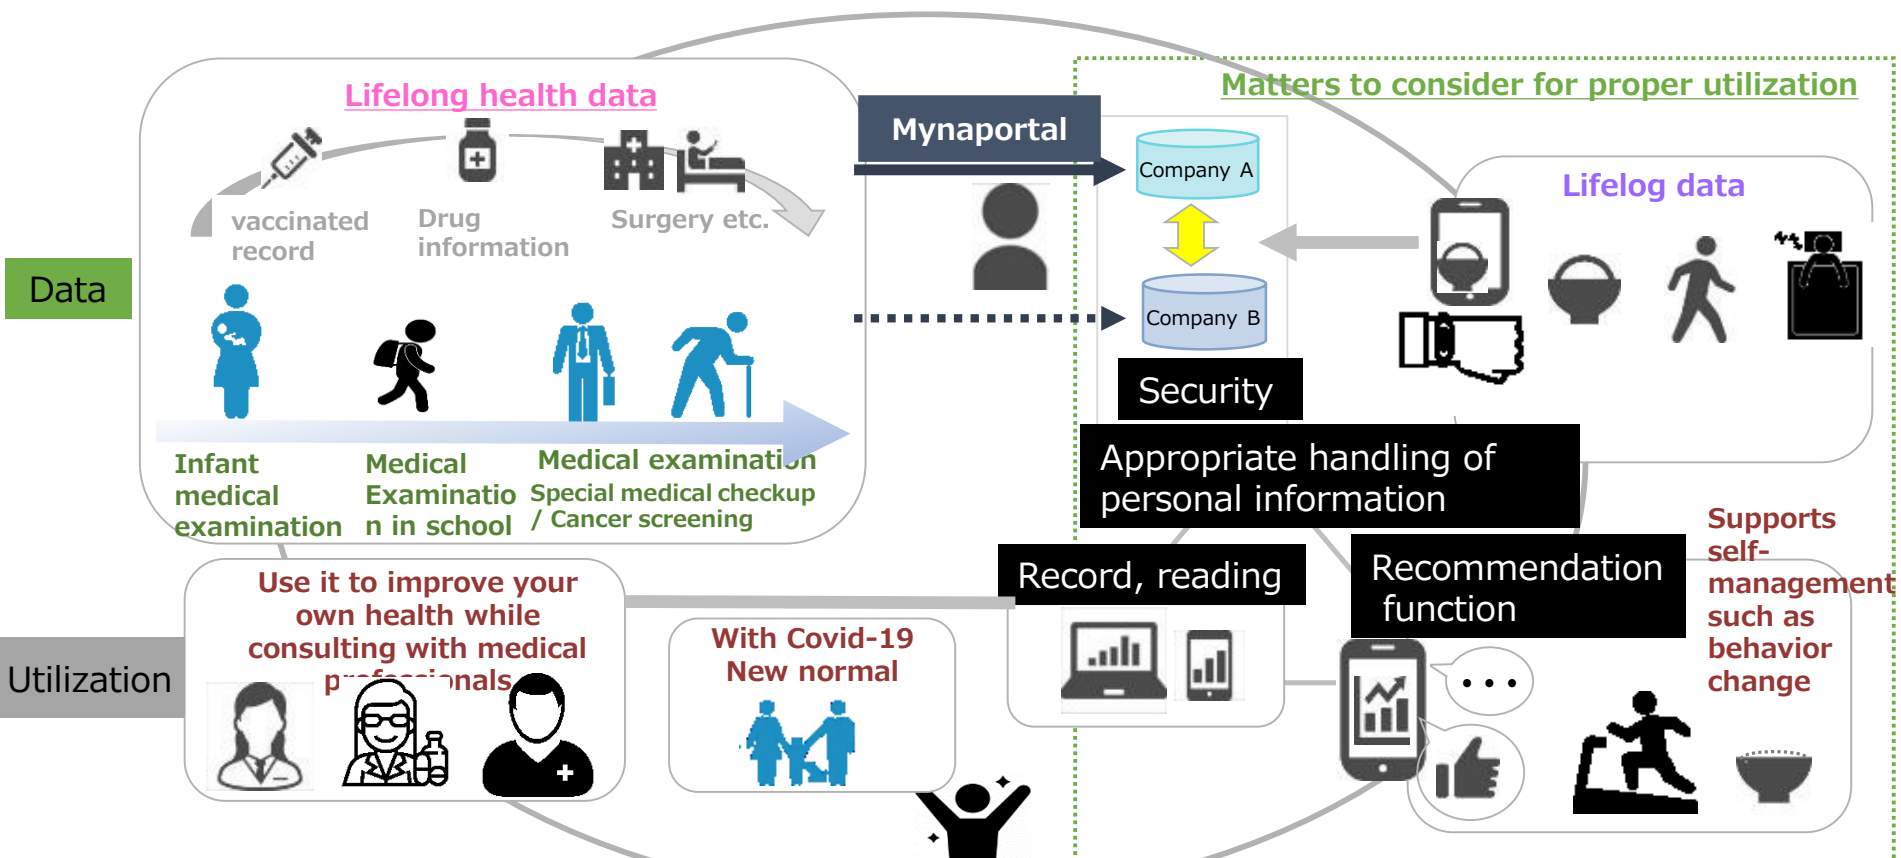 Lifelong health data
Matters to consider for proper utilization
Mynaportal
Company A
Lifelog data
vaccinated
record
Drug
information
Surgery etc.
Data
Company B
Security
Appropriate handling of
personal information
Infant
medical
examination
Medical
Examinatio
n in school
Medical examination
Special medical checkup
/ Cancer screening
Record, reading
Recommendation
function
Supports
self-
management
such as
behavior
change
Utilization
Use it to improve your
own health while
consulting with medical
professionals
With Covid-19
New normal